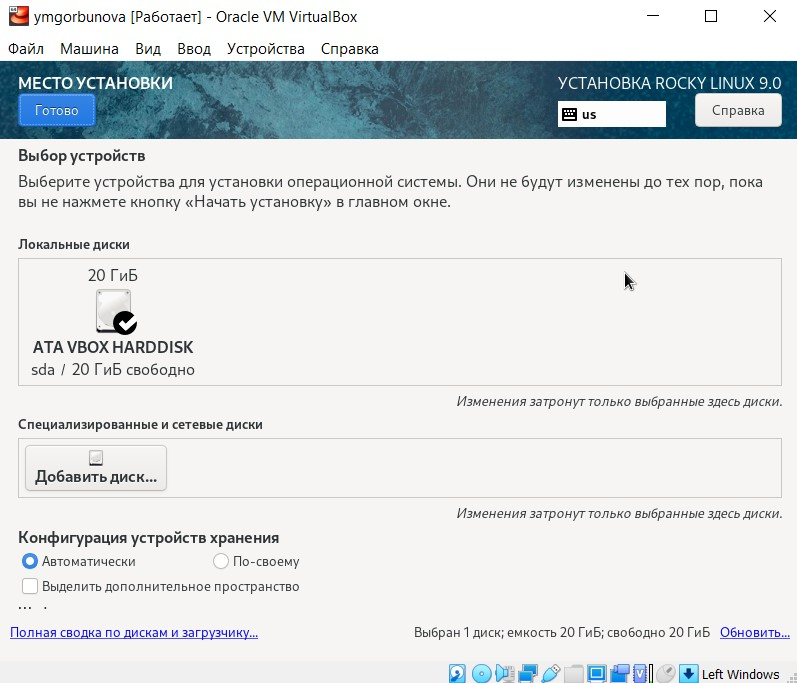 ymgorbunova [Работает] - Oracle VM VirtualBox
Файл Машина Вид Ввод Устройства Справка
МЕСТО УСТАНОВКИ
УСТАНОВКА ROCKY LINUX 9.0
Готово
us
Справка
Выбор устройств
Выберите устройства для установки операционной системы. Они не будут изменены до тех пор, пока
вы не нажмете кнопку «Начать установку» в главном окне.
Локальные диски
20 ГиБ
ATA VBOX HARDDISK
sda / 20 ГиБ свободно
Изменения затронут только выбранные здесь диски.
Специализированные и сетевые диски
Добавить диск...
Изменения затронут только выбранные здесь диски.
Конфигурация устройств хранения
Автоматически По-своему
Выделить дополнительное пространство
Полная сводка по дискам и загрузчику... Выбран 1 диск; емкость 20 ГиБ; свободно 20 ГиБ Обновить...
Left Windows